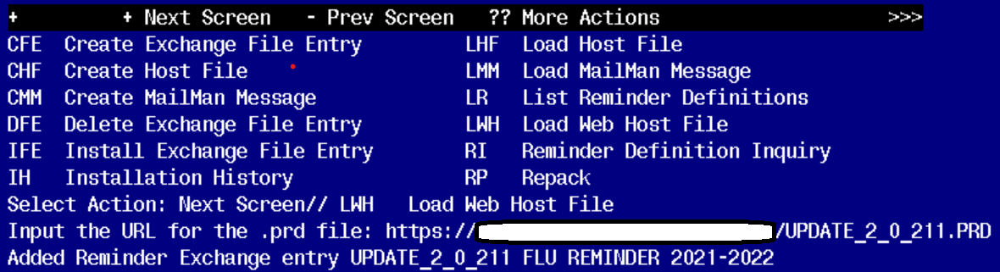 + + Next Screen - Prev Screen ?? More Actions >>>
CFE Create Exchange File Entry LHF Load Host File
CHF Create Host File LMM Load MailMan Message
CMM Create MailMan Message LR List Reminder Definitions
DFE Delete Exchange File Entry LWH Load Web Host File
IFE Install Exchange File Entry RI Reminder Definition Inquiry
IH Installation History RP Repack
Select Action: Next Screen// LWH Load Web Host File
Input the URL for the .prd file: https:// /UPDATE_2_0_211.PRD
Added Reminder Exchange entry UPDATE_2_0_211 FLU REMINDER 2021-2022